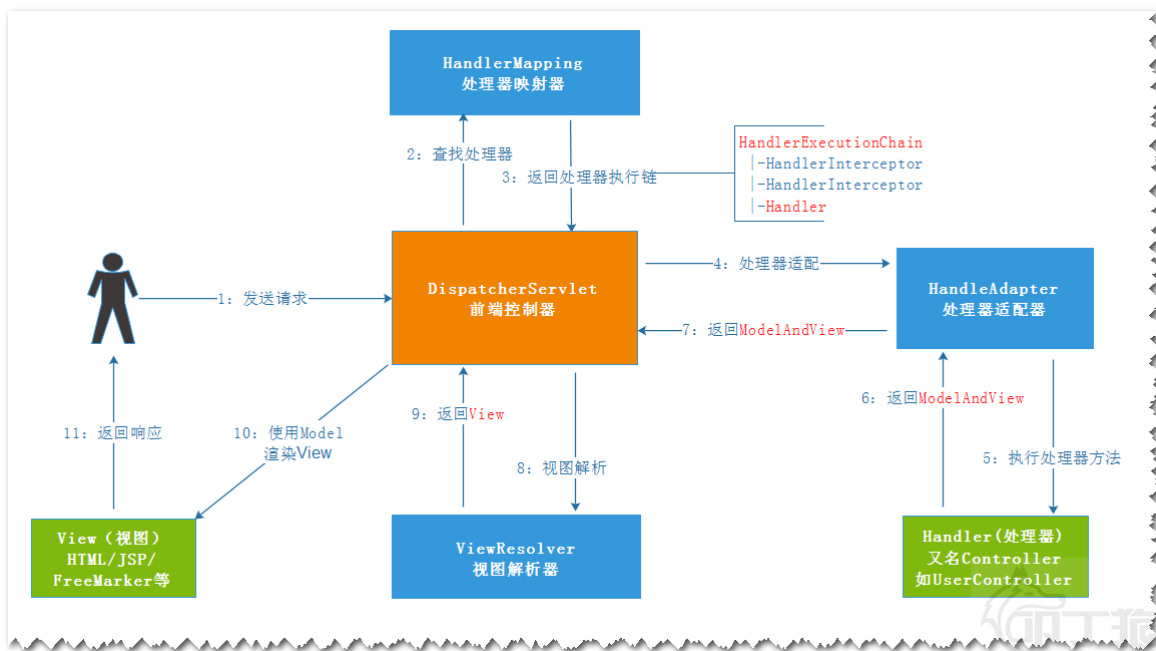 HandlerMapping
处理器映射器
2: 查找处理器
3: 返回处理器执行链
HandlerExecutionChain
|-HandlerInterceptor
|-HandlerInterceptor
|-Handler
1: 发送请求
DispatcherServlet
前端控制器
4: 处理器适配
HandleAdapter
处理器适配器
7: 返回ModelAndView
6: 返回ModelAndView
5: 执行处理器方法
9: 返回View
8: 视图解析
10: 使用Model
渲染View
11: 返回响应
View（视图）
HTML/JSP/
FreeMarker等
ViewResolver
视图解析器
Handler(处理器)
又名Controller
如UserController